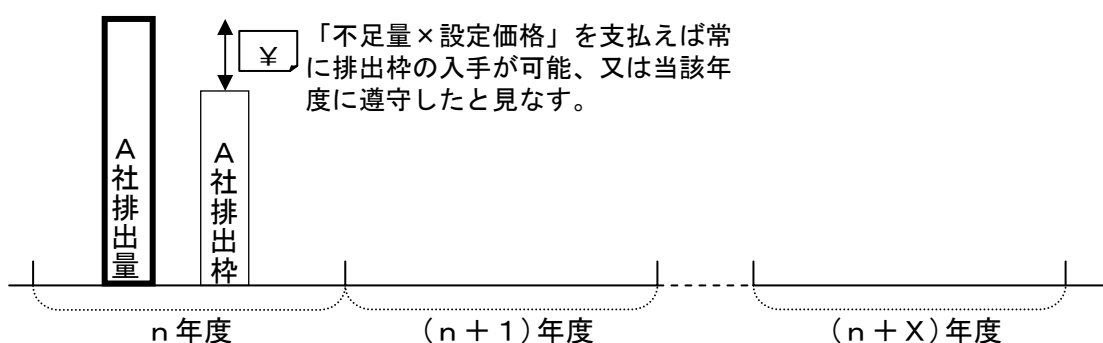 「不足量×設定価格」を支払えば常
￥
に排出枠の入手が可能、又は当該年
度に遵守したと見なす。
Ａ社排出量
Ａ社排出枠
ｎ年度
（ｎ＋１）年度
（ｎ＋Ｘ）年度